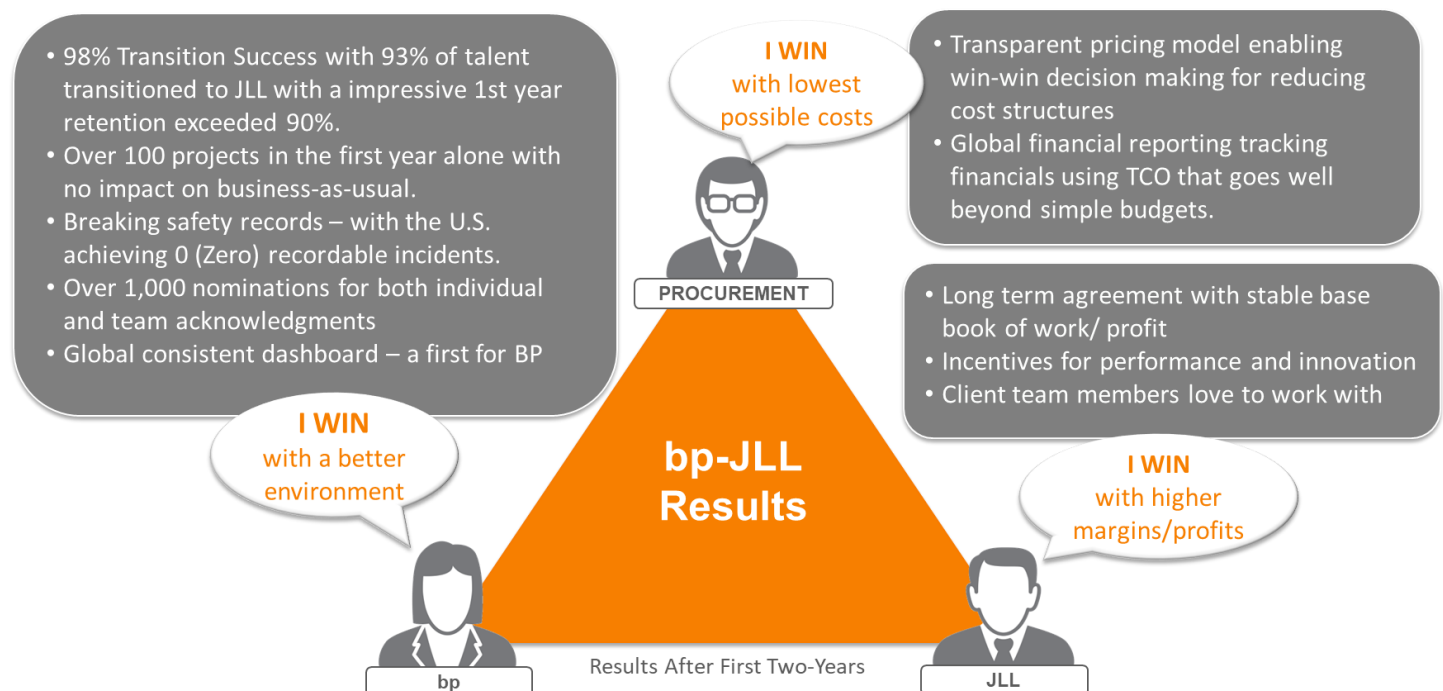 • 98% Transition Success with 93% of talent
transitioned to JLL with a impressive 1st year
retention exceeded 90%.
• Over 100 projects in the first year alone with
no impact on business-as-usual.
• Breaking safety records – with the U.S.
achieving 0 (Zero) recordable incidents.
• Over 1,000 nominations for both individual
and team acknowledgments
• Global consistent dashboard – a first for BP
I WIN
with lowest
possible costs
• Transparent pricing model enabling
win-win decision making for reducing
cost structures
• Global financial reporting tracking
financials using TCO that goes well
beyond simple budgets.
PROCUREMENT
• Long term agreement with stable base
book of work/ profit
• Incentives for performance and innovation
• Client team members love to work with
I WIN
with a better
environment
bp-JLL
Results
I WIN
with higher
margins/profits
bp
Results After First Two-Years
JLL